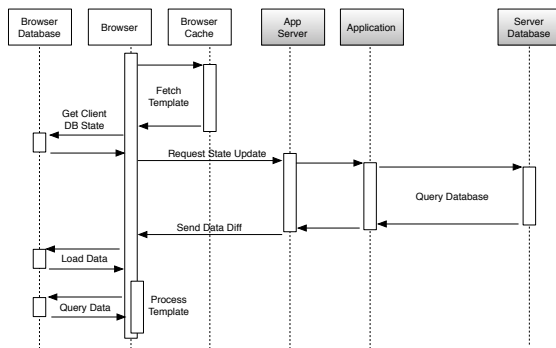 Browser
Database
Browser
Browser
Cache
App
Server
Application
Server
Database
Fetch
Template
Get Client
DB State
Request State Update
Query Database
Send Data Diff
Load Data
Process
Template
Query Data